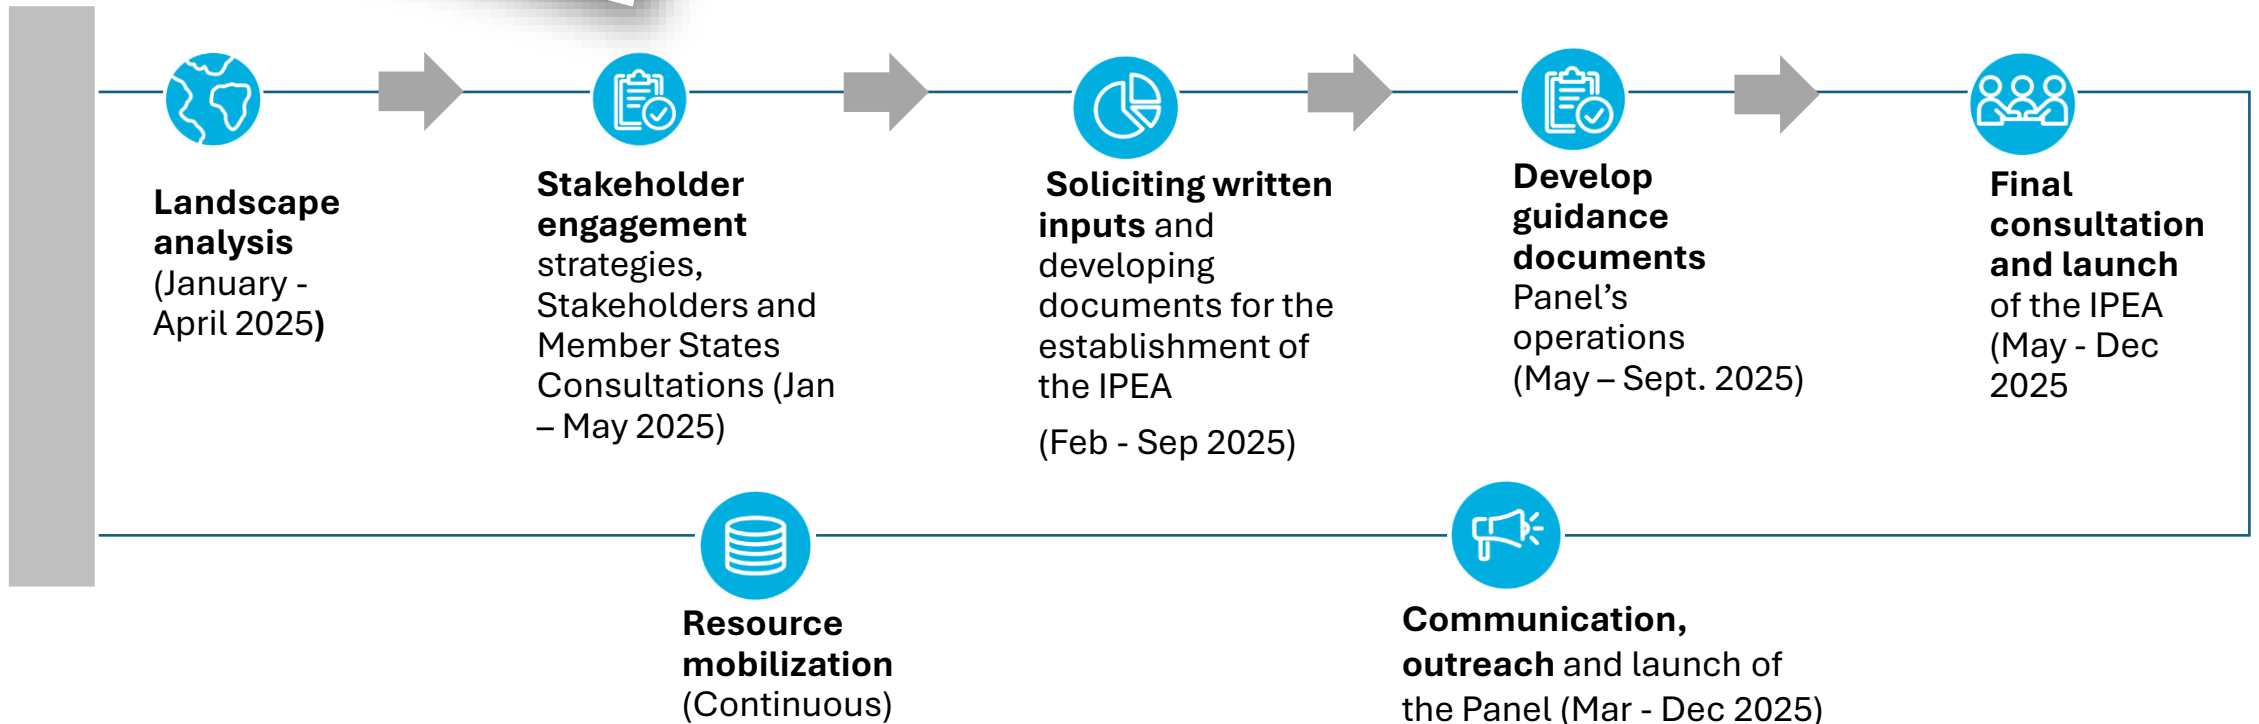 Landscape
analysis
(January -
April 2025)
Stakeholder
engagement
strategies,
Stakeholders and
Member States
Consultations (Jan
– May 2025)
Soliciting written
inputs and
developing
documents for the
establishment of
the IPEA
(Feb - Sep 2025)
Develop
guidance
documents
Panel’s
operations
(May – Sept. 2025)
Final
consultation
and launch
of the IPEA
(May - Dec
2025
Resource
mobilization
(Continuous)
Communication,
outreach and launch of
the Panel (Mar - Dec 2025)